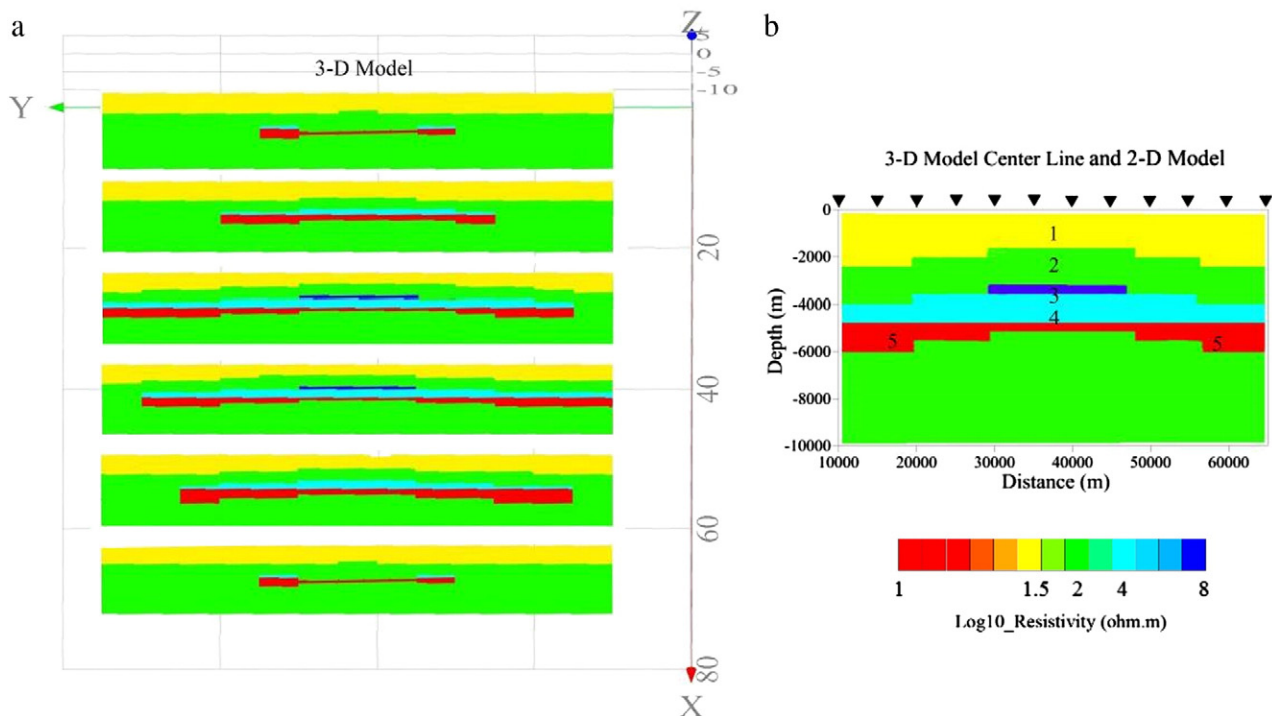 a
Z
5
0
-5
-10
3-D Model
Y
20
40
60
80
X
b
3-D Model Center Line and 2-D Model
0
-2000
-4000
-6000
-8000
-10000
Depth (m)
1
2
3
4
5 5
10000 20000 30000 40000 50000 60000
Distance (m)
1 1.5 2 4 8
Log10_Resistivity (ohm.m)